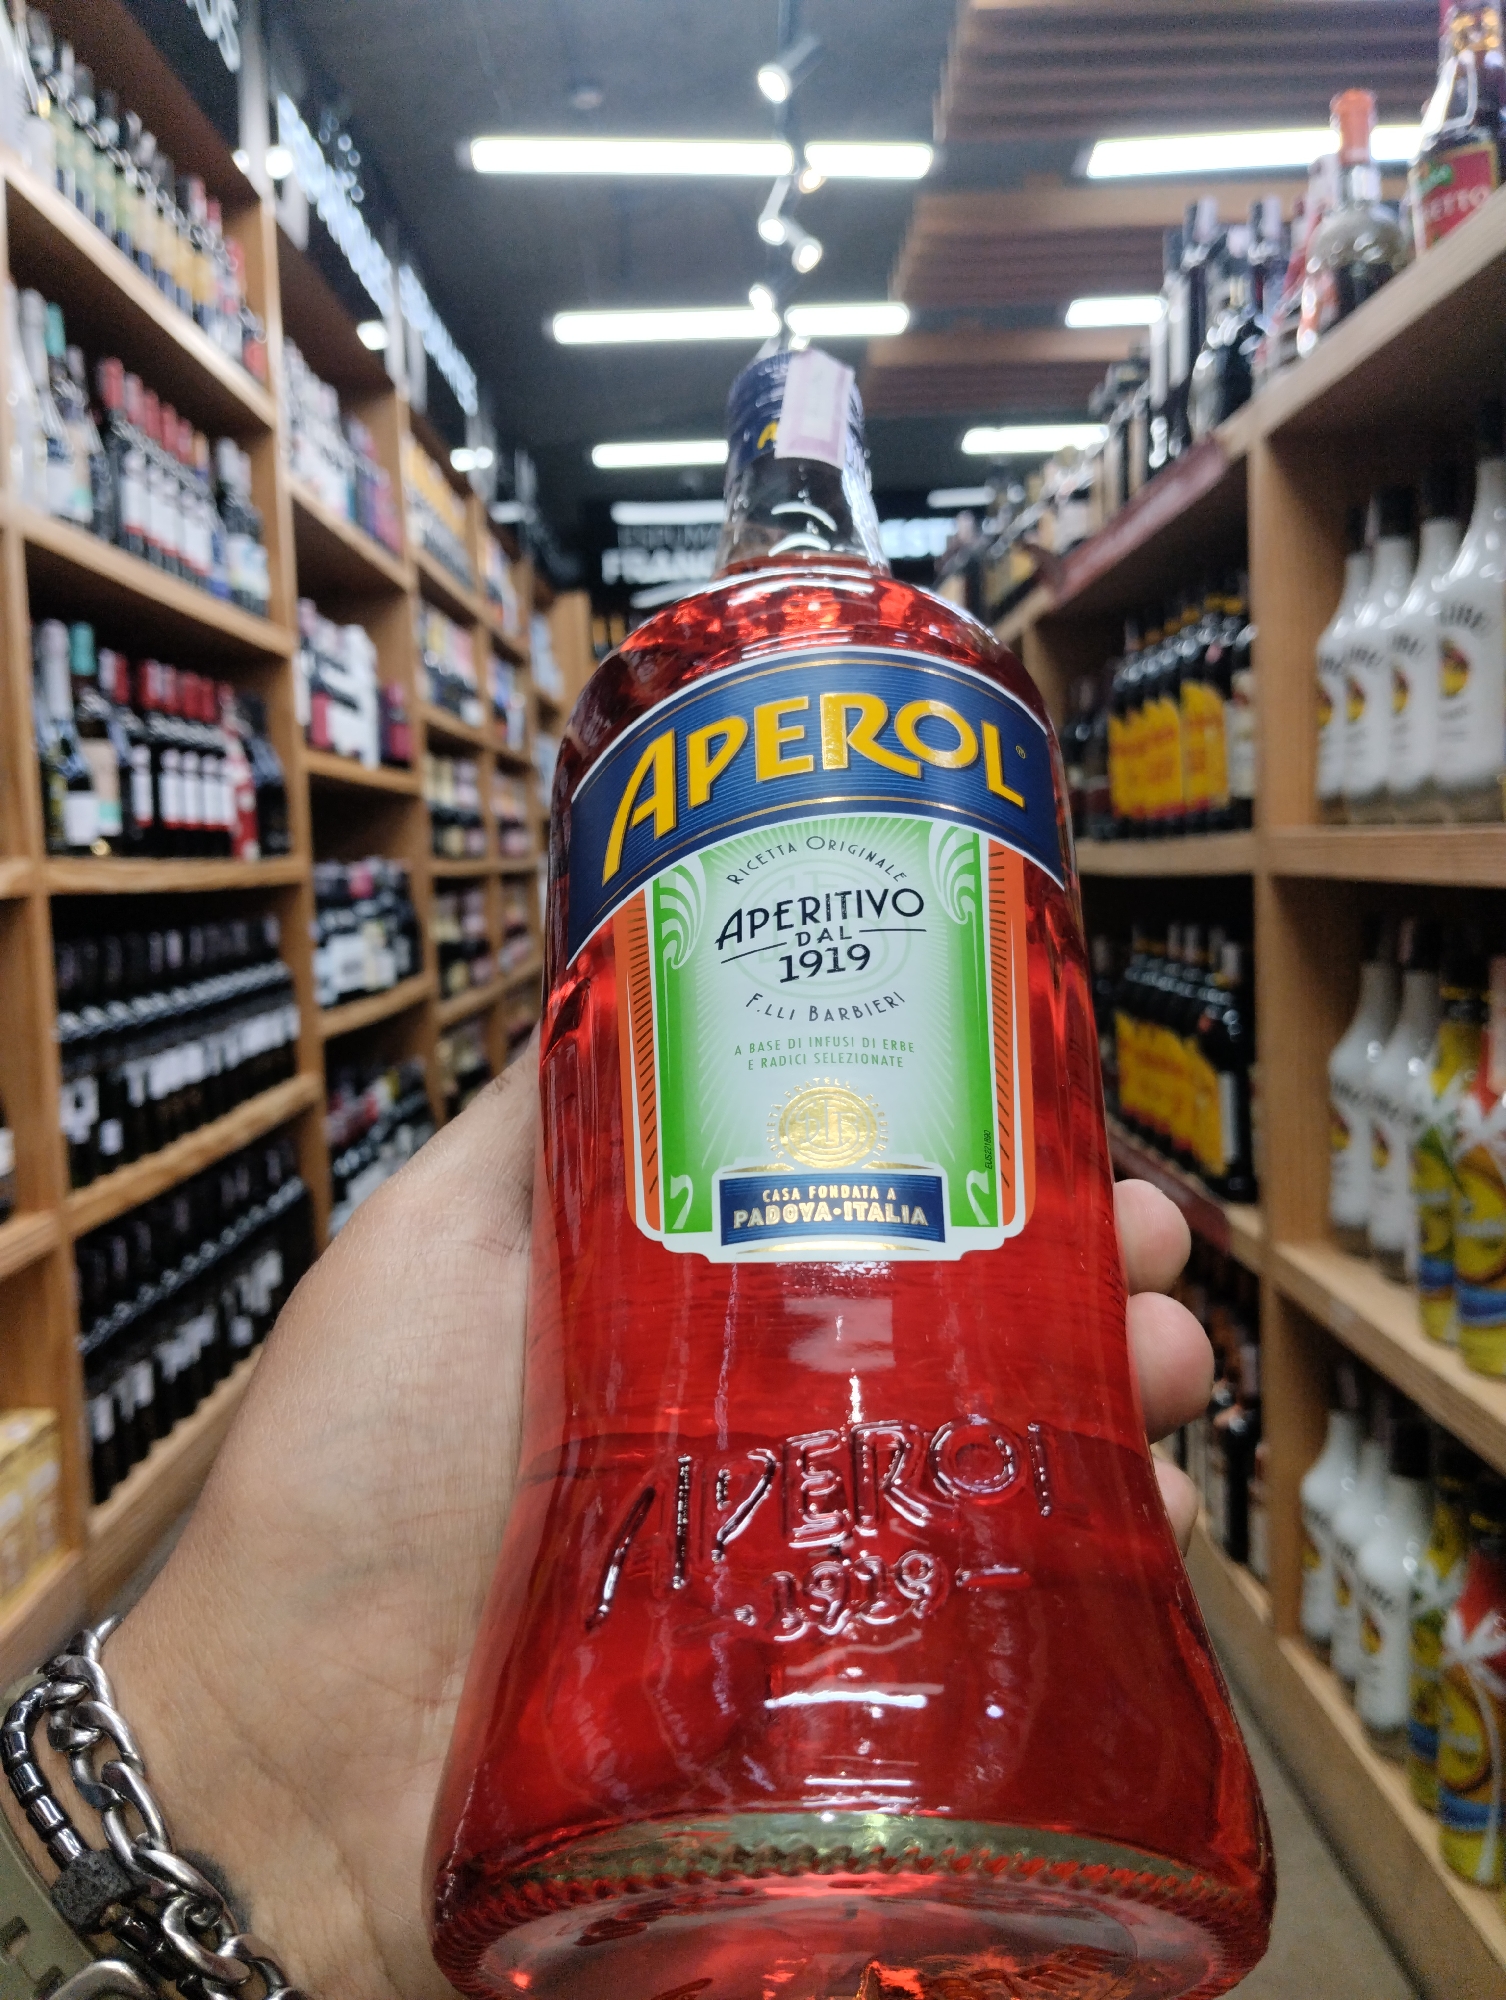 APEROL®
RICETTA ORIGINALE
APERITIVO
DAL
1919
F.LLI BARBIERI
A BASE DI INFUSI DI ERBE
E RADICI SELEZIONATE
CASA FONDATA A
PADOVA·ITALIA
APEROL
1919